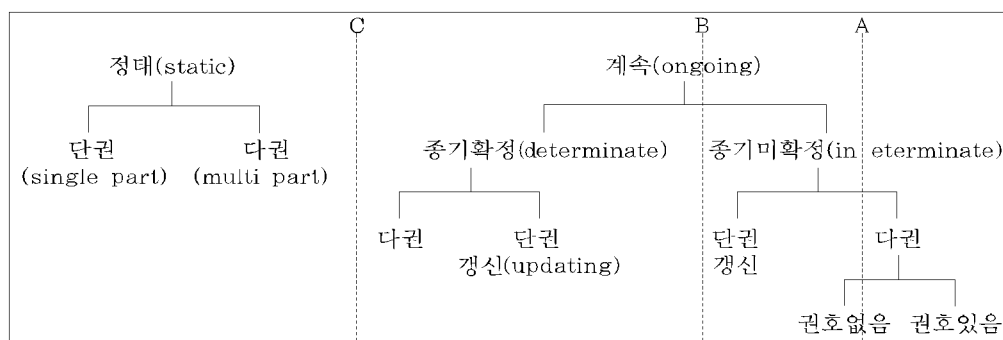 C B A
정태(static) 계속(ongoing)
단권 다권 종기확정(determinate) 종기미확정(in eterminate)
(single part) (multi part)
다권 단권 단권 다권
갱신(updating) 갱신
권호없음 권호있음